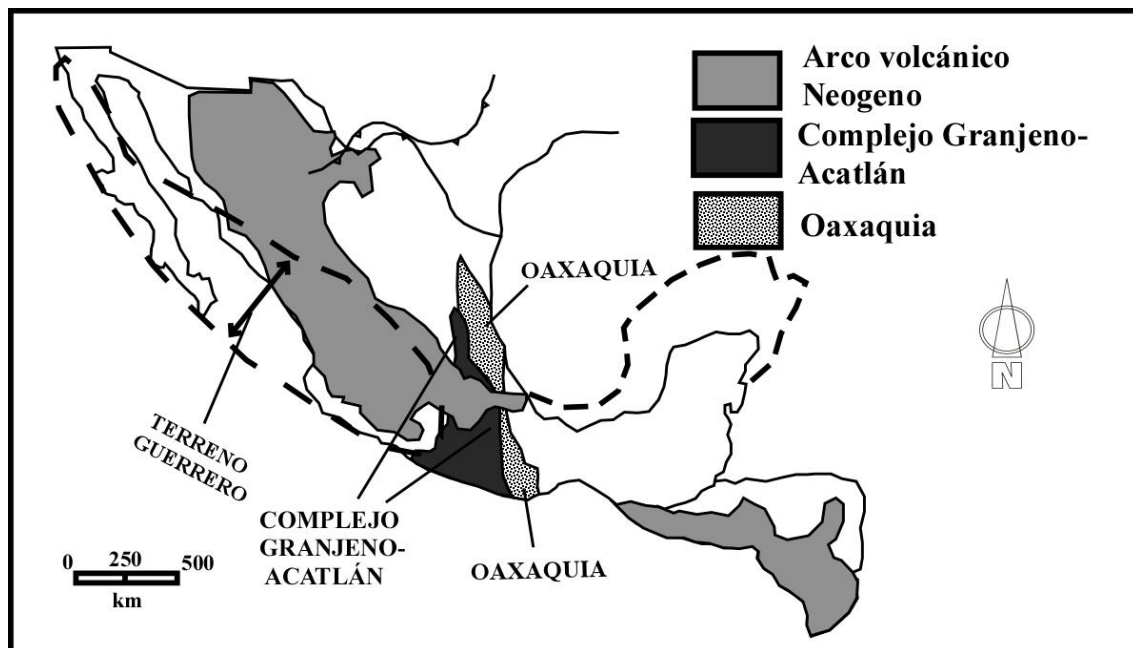 Arco volcánico
Neogeno
Complejo Granjeno-
Acatlán
Oaxaquia
OAXAQUIA
TERRENO
GUERRERO
COMPLEJO
GRANJENO-
ACATLÁN
OAXAQUIA
0 250 500
km
N